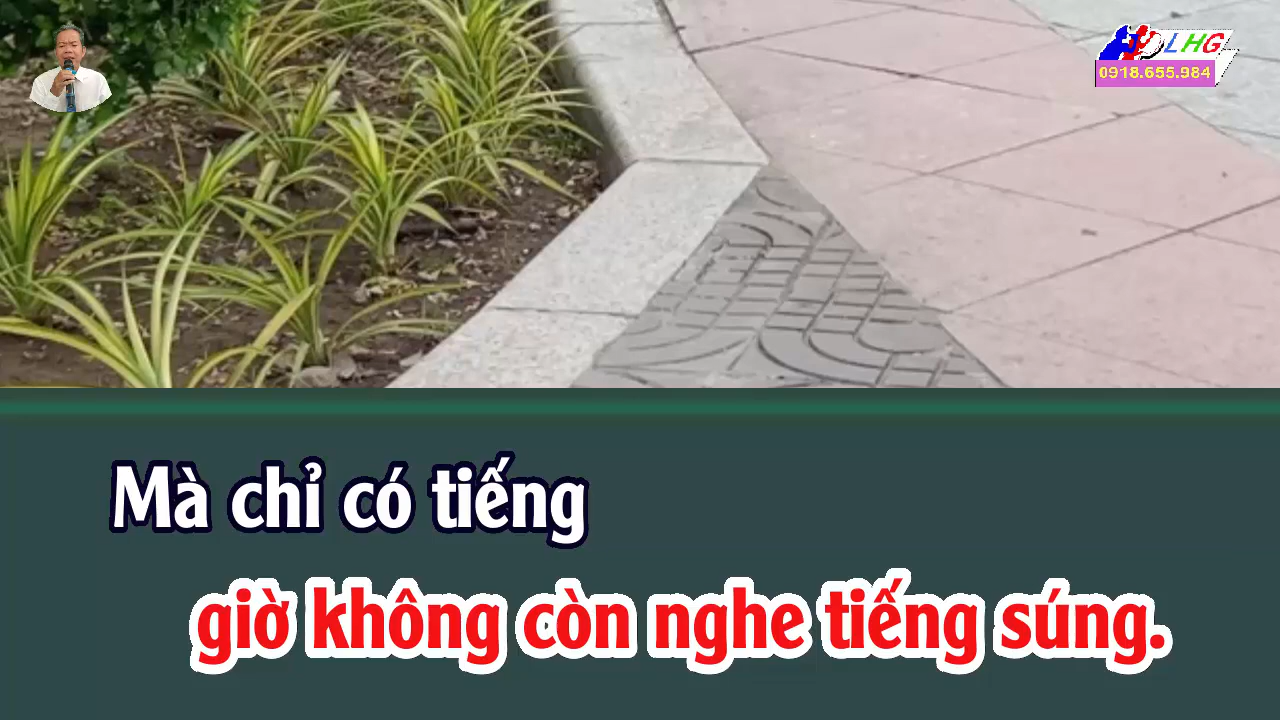 LHG
0918.655.984
Mà chỉ có tiếng
giờ không còn nghe tiếng súng.